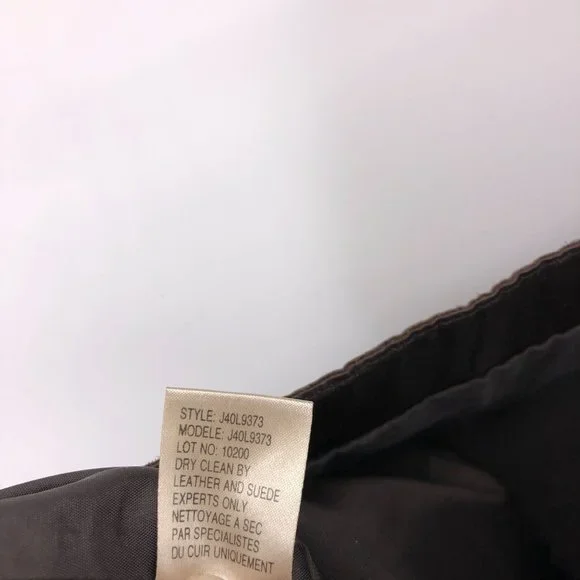 STYLE: J40L9373
MODELE: J40L9373
LOT NO: 10200
DRY CLEAN BY
LEATHER AND SUEDE
EXPERTS ONLY
NETTOYAGE A SEC
PAR SPECIALISTES
DU CUIR UNIQUEMENT